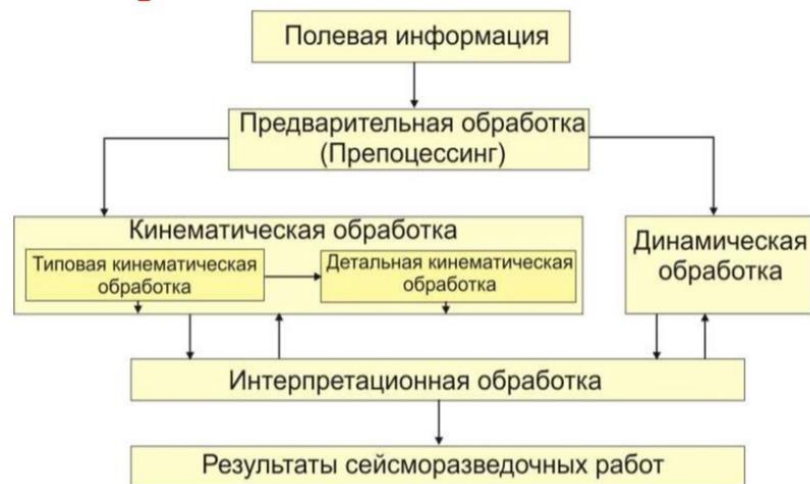 Полевая информация
Предварительная обработка
(Препоцессинг)
Кинематическая обработка
Типовая кинематическая
обработка
Детальная кинематическая
обработка
Динамическая
обработка
Интерпретационная обработка
Результаты сейсморазведочных работ